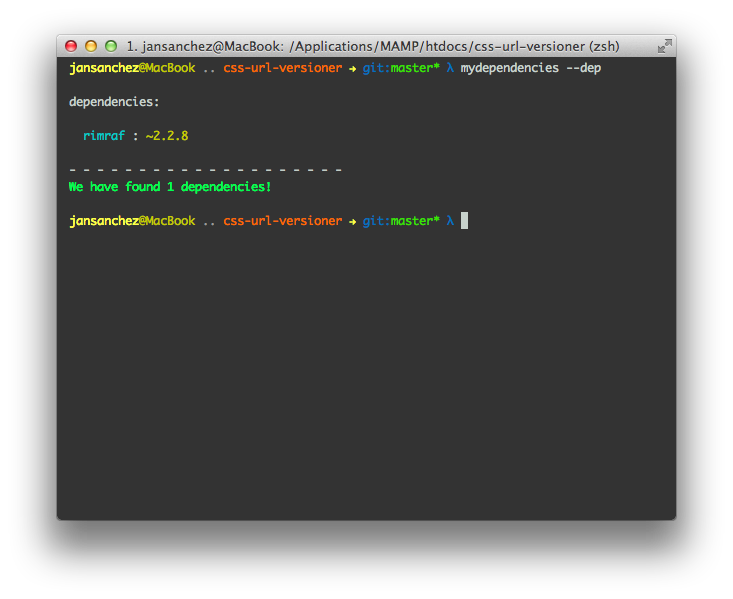 1. jansanchez@MacBook: /Applications/MAMP/htdocs/css-url-versioner (zsh)
jansanchez@MacBook .. css-url-versioner ➜ git:master* λ mydependencies --dep
dependencies:
rimraf : ~2.2.8
- - - - - - - - - - - - - - - - - - - -
We have found 1 dependencies!
jansanchez@MacBook .. css-url-versioner ➜ git:master* λ